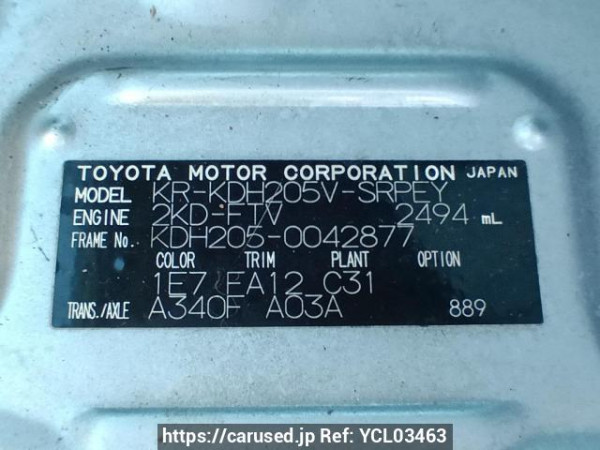 TOYOTA MOTOR CORPORATION JAPAN
MODEL KR-KDH205V-SRPEY
ENGINE 2KD-FTV 2494 mL
FRAME No. KDH205-0042877
COLOR TRIM PLANT OPTION
1E7 FA12 C31
TRANS./AXLE A340F A03A 889
https://carused.jp Ref: YCL03463